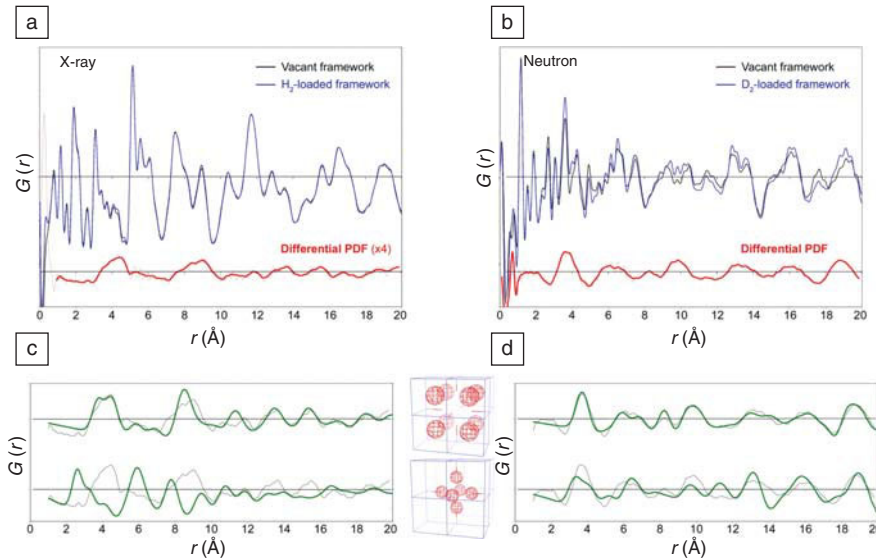 a
X-ray
Vacant framework
H₂-loaded framework
G (r)
Differential PDF (x4)
0 2 4 6 8 10 12 14 16 18 20
r (Å)
b
Neutron
Vacant framework
D₂-loaded framework
G (r)
Differential PDF
0 2 4 6 8 10 12 14 16 18 20
r (Å)
c
G (r)
G (r)
0 2 4 6 8 10 12 14 16 18 20
r (Å)
d
G (r)
G (r)
0 2 4 6 8 10 12 14 16 18 20
r (Å)